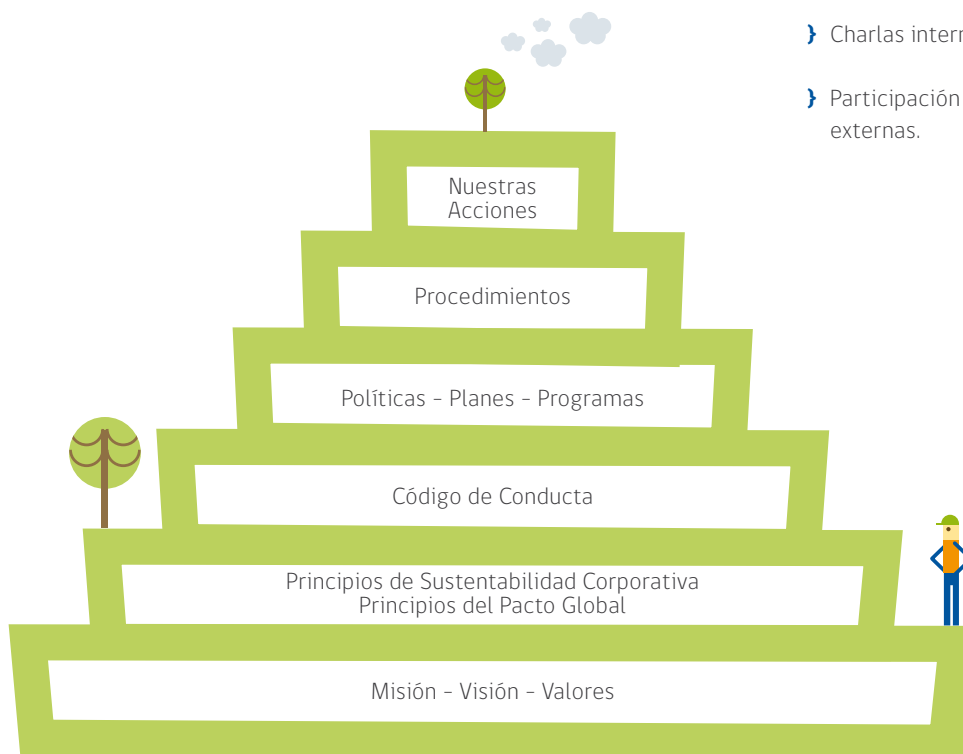 Charlas inter
Participación
externas.
Nuestras
Acciones
Procedimientos
Políticas - Planes - Programas
Código de Conducta
Principios de Sustentabilidad Corporativa
Principios del Pacto Global
Misión - Visión - Valores